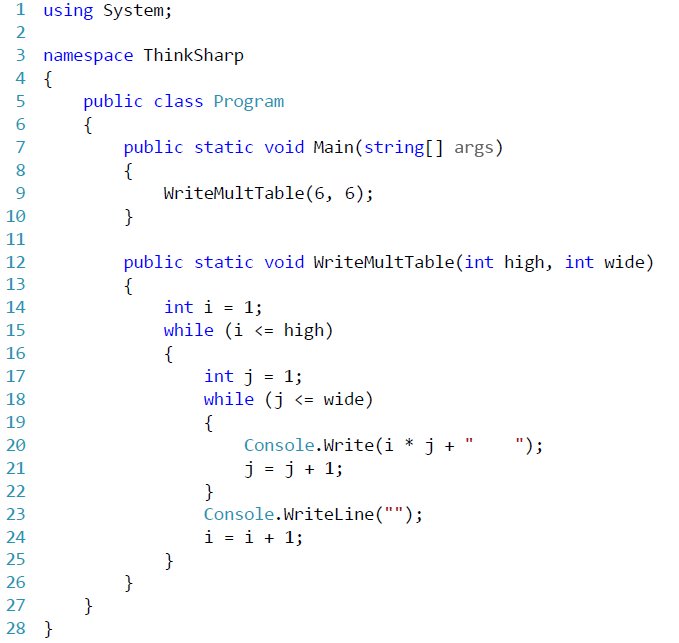 1 using System;
2
3 namespace ThinkSharp
4 {
5     public class Program
6     {
7         public static void Main(string[] args)
8         {
9             WriteMultTable(6, 6);
10         }
11
12         public static void WriteMultTable(int high, int wide)
13         {
14             int i = 1;
15             while (i <= high)
16             {
17                 int j = 1;
18                 while (j <= wide)
19                 {
20                     Console.Write(i * j + "    ");
21                     j = j + 1;
22                 }
23                 Console.WriteLine("");
24                 i = i + 1;
25             }
26         }
27     }
28 }